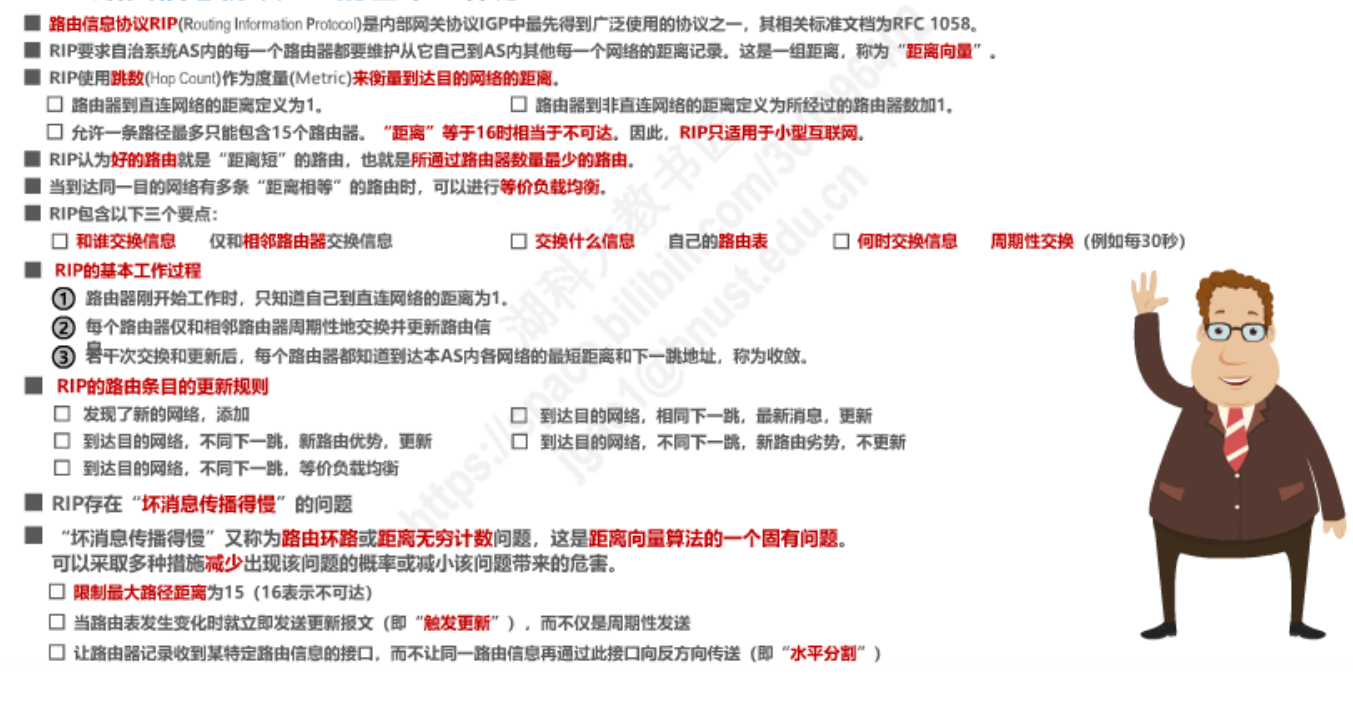 ■ 路由信息协议RIP(Routing Information Protocol)是内部网关协议IGP中最先得到广泛使用的协议之一，其相关标准文档为RFC 1058。
■ RIP要求自治系统AS内的每一个路由器都要维护从它自己到AS内其他每一个网络的距离记录。这是一组距离，称为“距离向量”。
■ RIP使用跳数(Hop Count)作为度量(Metric)来衡量到达目的网络的距离。
□ 路由器到直连网络的距离定义为1。 □ 路由器到非直连网络的距离定义为所经过的路由器数加1。
□ 允许一条路径最多只能包含15个路由器。“距离”等于16时相当于不可达。因此，RIP只适用于小型互联网。
■ RIP认为好的路由就是“距离短”的路由，也就是所通过路由器数量最少的路由。
■ 当到达同一目的网络有多条“距离相等”的路由时，可以进行等价负载均衡。
■ RIP包含以下三个要点：
□ 和谁交换信息 仅和相邻路由器交换信息 □ 交换什么信息 自己的路由表 □ 何时交换信息 周期性交换（例如每30秒）
■ RIP的基本工作过程
① 路由器刚开始工作时，只知道自己到直连网络的距离为1。
② 每个路由器仅和相邻路由器周期性地交换并更新路由信
息
③ 若干次交换和更新后，每个路由器都知道到达本AS内各网络的最短距离和下一跳地址，称为收敛。
■ RIP的路由条目的更新规则
□ 发现了新的网络，添加 □ 到达目的网络，相同下一跳，最新消息，更新
□ 到达目的网络，不同下一跳，新路由优势，更新 □ 到达目的网络，不同下一跳，新路由劣势，不更新
□ 到达目的网络，不同下一跳，等价负载均衡
■ RIP存在“坏消息传播得慢”的问题
■ “坏消息传播得慢”又称为路由环路或距离无穷计数问题，这是距离向量算法的一个固有问题。
可以采取多种措施减少出现该问题的概率或减小该问题带来的危害。
□ 限制最大路径距离为15（16表示不可达）
□ 当路由表发生变化时就立即发送更新报文（即“触发更新”），而不仅是周期性发送
□ 让路由器记录收到某特定路由信息的接口，而不让同一路由信息再通过此接口向反方向传送（即“水平分割”）